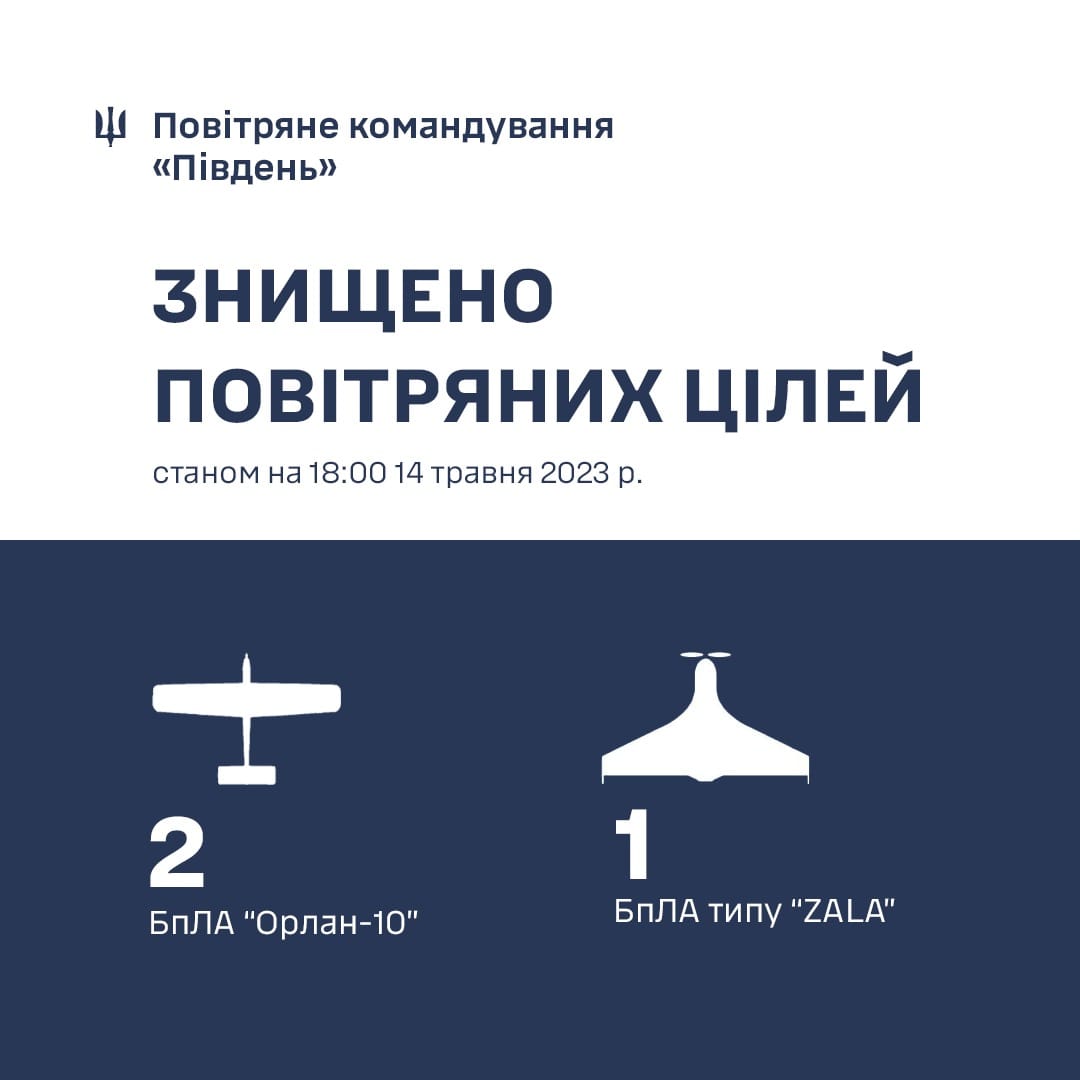 Повітряне командування
«Південь»
ЗНИЩЕНО
ПОВІТРЯНИХ ЦІЛЕЙ
станом на 18:00 14 травня 2023 р.
2
БпЛА “Орлан-10”
1
БпЛА типу “ZALA”